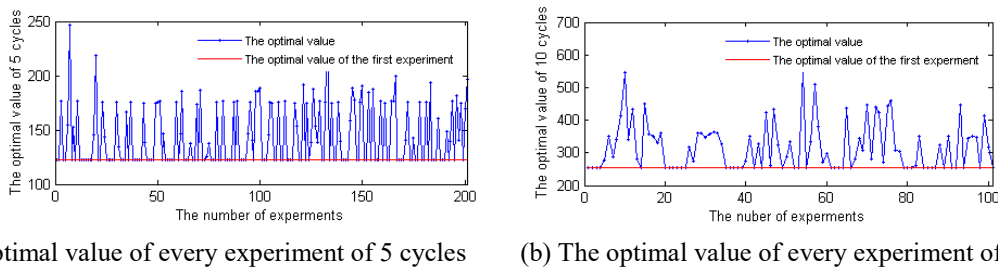 250
200
150
100
The optimal value of 5 cycles
The optimal value
The optimal value of the first experiment
0
50
100
150
200
The number of experments
ptimal value of every experiment of 5 cycles
700
600
500
400
300
200
The optimal value of 10 cycles
The optimal value
The optimal value of the first experiment
0
20
40
60
80
100
The nuber of experments
(b) The optimal value of every experiment of